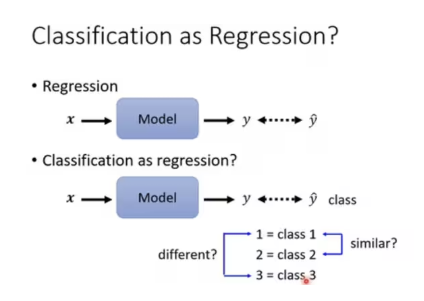 Classification as Regression?
• Regression
x Model y ŷ
• Classification as regression?
x Model y ŷ class
1 = class 1
similar?
different? 2 = class 2
3 = class 3